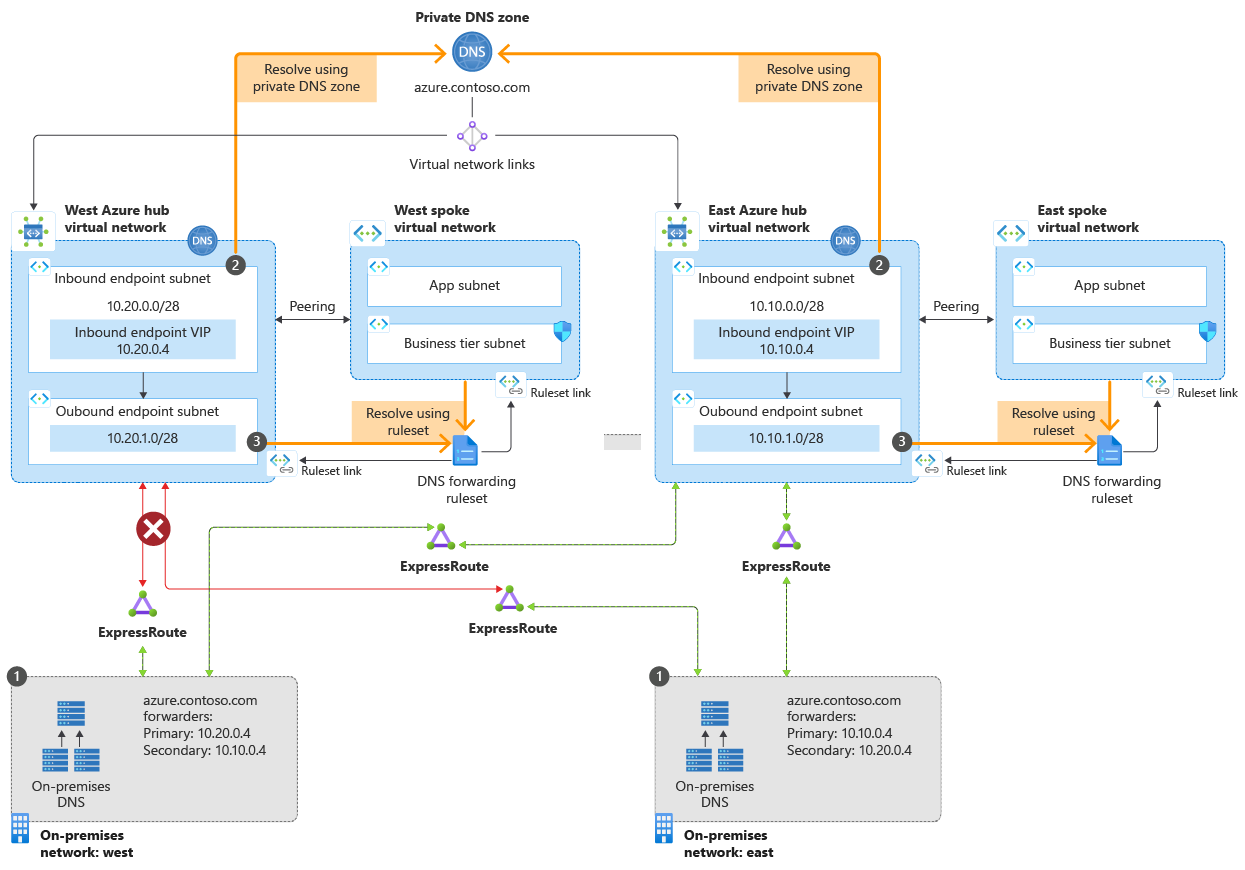 Private DNS zone
DNS
azure.contoso.com
Resolve using
private DNS zone
Resolve using
private DNS zone
Virtual network links
West Azure hub
virtual network
DNS
2
Inbound endpoint subnet
10.20.0.0/28
Inbound endpoint VIP
10.20.0.4
Oubound endpoint subnet
10.20.1.0/28
3
Peering
West spoke
virtual network
App subnet
Business tier subnet
Ruleset link
Resolve using
ruleset
Ruleset link
DNS forwarding
ruleset
East Azure hub
virtual network
DNS
2
Inbound endpoint subnet
10.10.0.0/28
Inbound endpoint VIP
10.10.0.4
Oubound endpoint subnet
10.10.1.0/28
3
Peering
East spoke
virtual network
App subnet
Business tier subnet
Ruleset link
Resolve using
ruleset
Ruleset link
DNS forwarding
ruleset
ExpressRoute
ExpressRoute
ExpressRoute
ExpressRoute
1
azure.contoso.com
forwarders:
Primary: 10.20.0.4
Secondary: 10.10.0.4
On-premises
DNS
On-premises
network: west
1
azure.contoso.com
forwarders:
Primary: 10.10.0.4
Secondary: 10.20.0.4
On-premises
DNS
On-premises
network: east